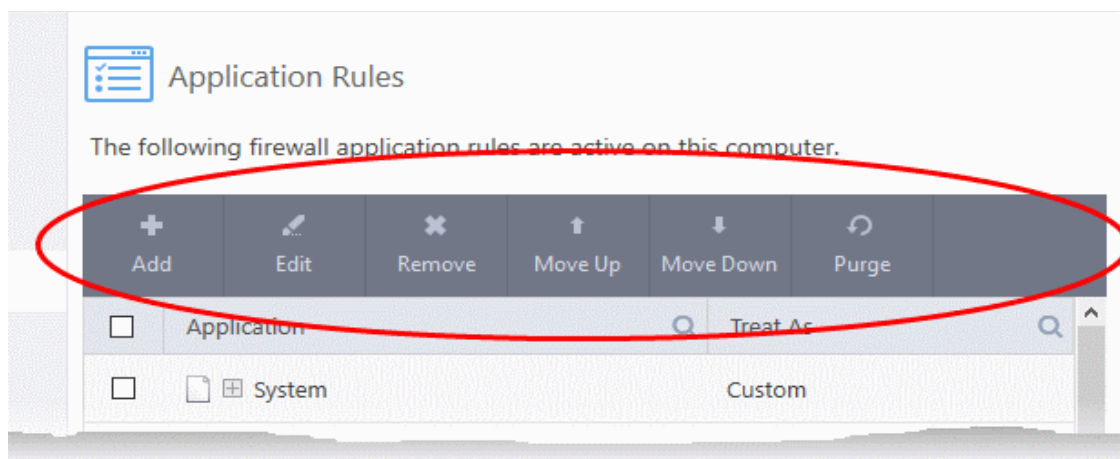 Application Rules
The following firewall application rules are active on this computer.
Add Edit Remove Move Up Move Down Purge
Application Treat As
System Custom